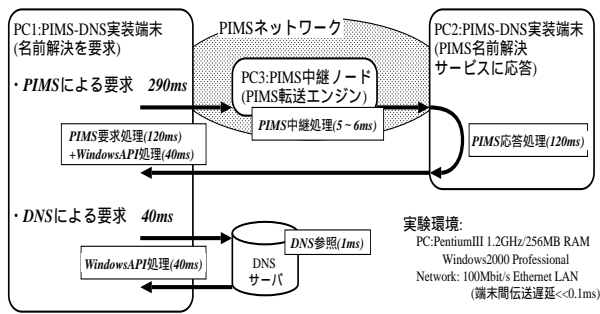 PC1:PIMS-DNS実装端末
(名前解決を要求)
・PIMSによる要求 290ms
PIMS要求処理(120ms)
+WindowsAPI処理(40ms)
・DNSによる要求 40ms
WindowsAPI処理(40ms)
PIMSネットワーク
PC3:PIMS中継ノード
(PIMS転送エンジン)
PIMS中継処理(5~6ms)
DNS参照(1ms)
DNS
サーバ
PC2:PIMS-DNS実装端末
(PIMS名前解決
サービスに応答)
PIMS応答処理(120ms)
実験環境:
PC:PentiumIII 1.2GHz/256MB RAM
Windows2000 Professional
Network: 100Mbit/s Ethernet LAN
(端末間伝送遅延<<0.1ms)